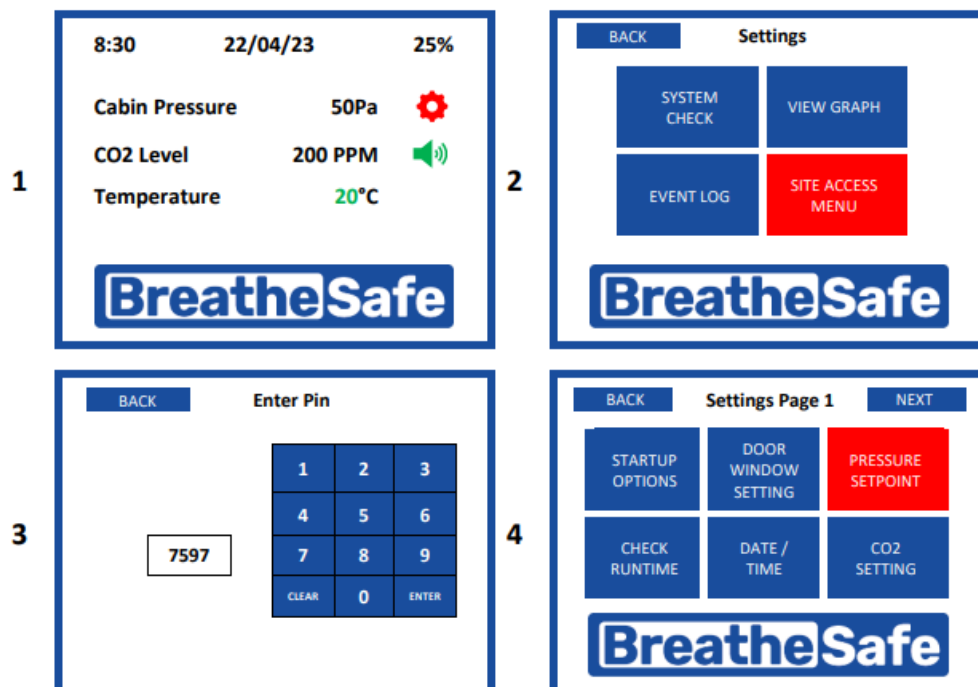 1
8:30 22/04/23 25%
Cabin Pressure 50Pa
CO2 Level 200 PPM
Temperature 20°C
BreatheSafe
2
BACK Settings
SYSTEM
CHECK
VIEW GRAPH
EVENT LOG
SITE ACCESS
MENU
BreatheSafe
3
BACK Enter Pin
7597
1 2 3
4 5 6
7 8 9
CLEAR 0 ENTER
4
BACK Settings Page 1 NEXT
STARTUP
OPTIONS
DOOR
WINDOW
SETTING
PRESSURE
SETPOINT
CHECK
RUNTIME
DATE /
TIME
CO2
SETTING
BreatheSafe